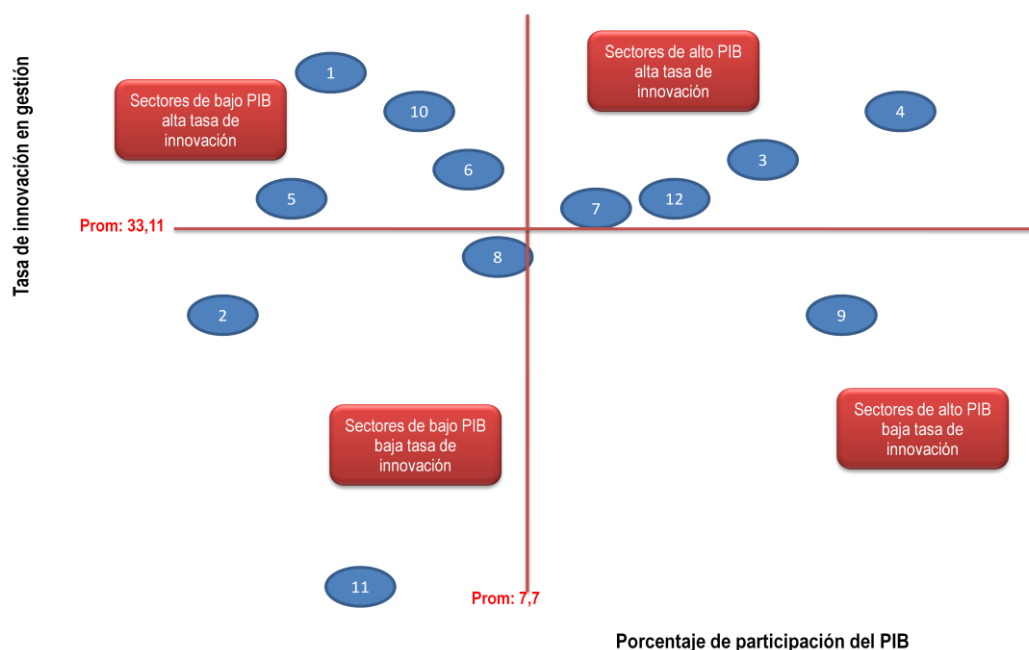 Tasa de innovación en gestión
Sectores de bajo PIB
alta tasa de
innovación
Sectores de alto PIB
alta tasa de
innovación
1
10
4
6
3
5
7
12
Prom: 33,11
8
2
9
Sectores de bajo PIB
baja tasa de
innovación
Sectores de alto PIB
baja tasa de
innovación
11
Prom: 7,7
Porcentaje de participación del PIB